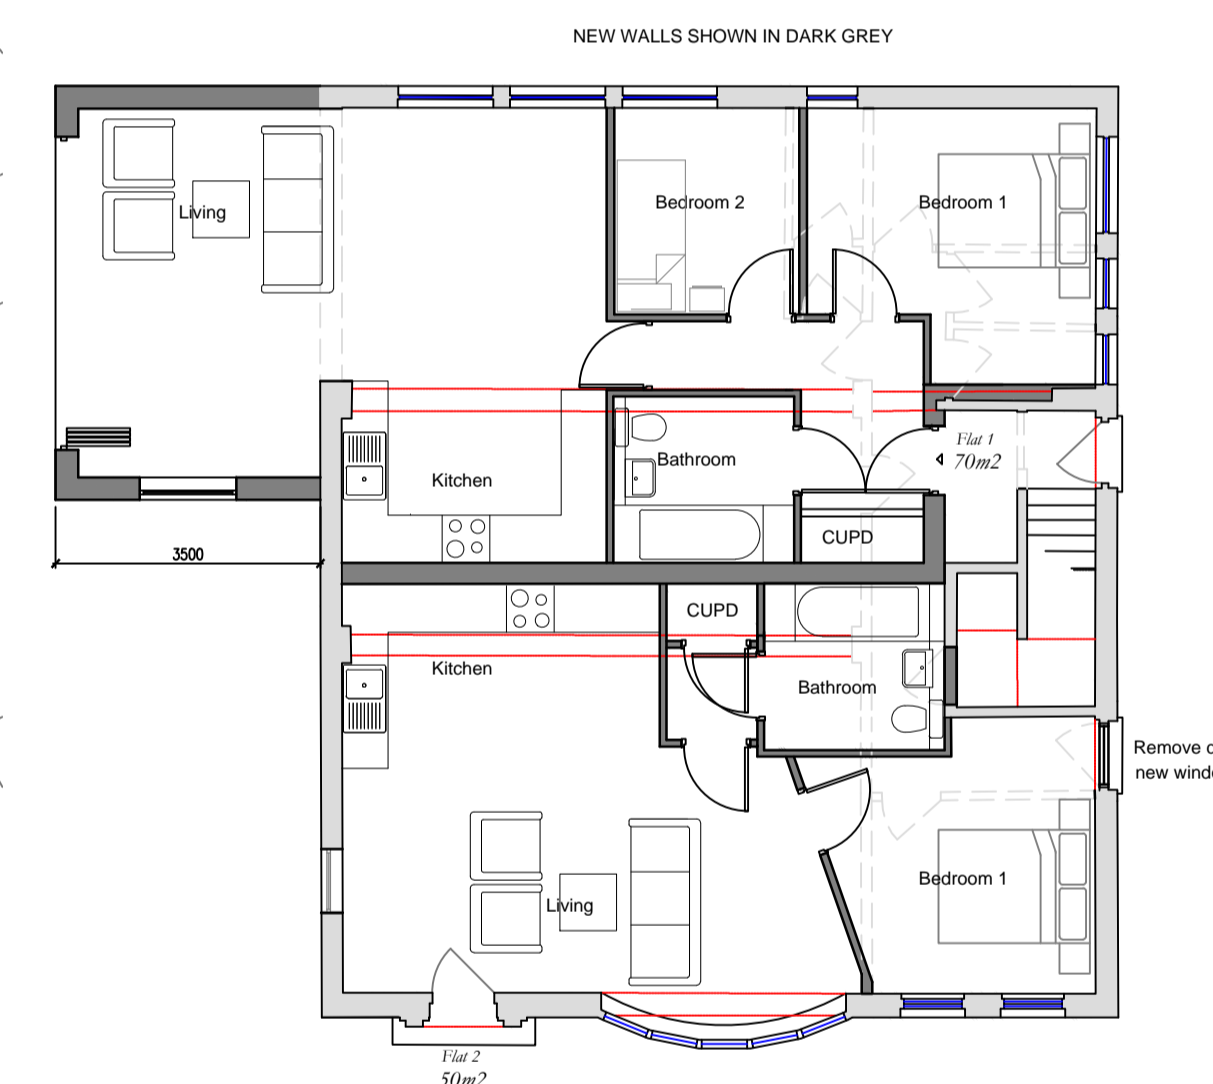 NEW WALLS SHOWN IN DARK GREY
Living
Bedroom 2
Bedroom 1
Kitchen
Bathroom
Flat 1
70m2
CUPD
3500
CUPD
Kitchen
Bathroom
Remove
new
Bedroom 1
Living
Flat 2
50m2